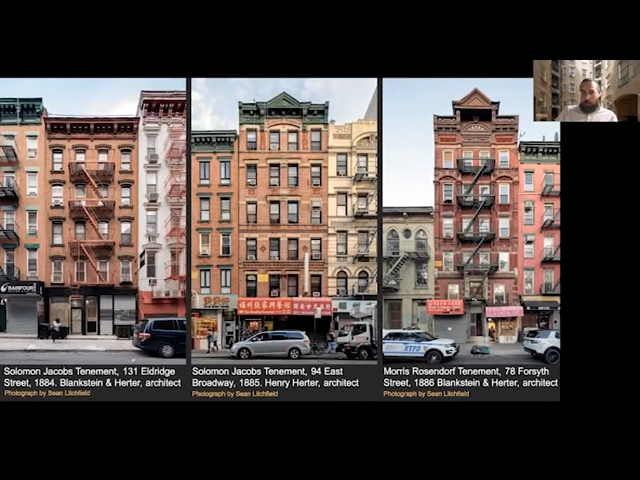 RAINFOUR
NYPD
Solomon Jacobs Tenement, 131 Eldridge
Street, 1884. Blankstein & Herter, architect
Photograph by Sean Litchfield
Solomon Jacobs Tenement, 94 East
Broadway, 1885. Henry Herter, architect
Photograph by Sean Litchfield
Morris Rosendorf Tenement, 78 Forsyth
Street, 1886 Blankstein & Herter, architect
Photograph by Sean Litchfield